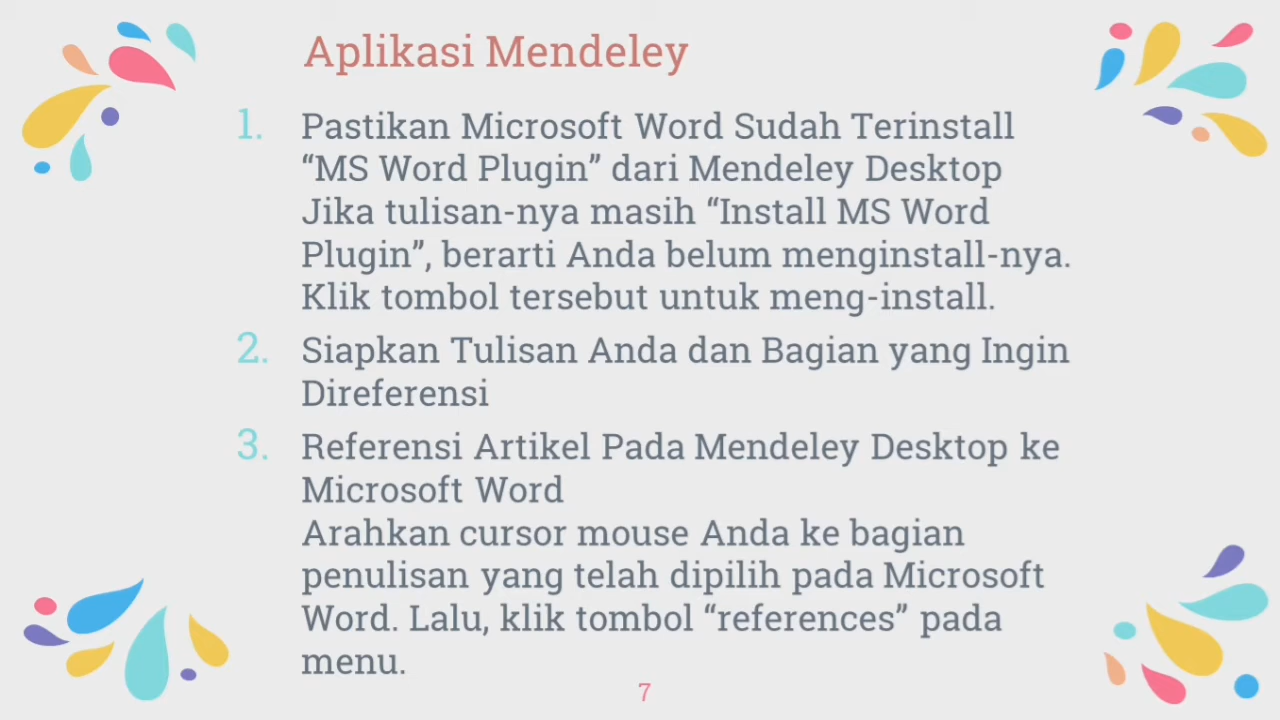 Aplikasi Mendeley
1. Pastikan Microsoft Word Sudah Terinstall
“MS Word Plugin” dari Mendeley Desktop
Jika tulisan-nya masih “Install MS Word
Plugin”, berarti Anda belum menginstall-nya.
Klik tombol tersebut untuk meng-install.
2. Siapkan Tulisan Anda dan Bagian yang Ingin
Direferensi
3. Referensi Artikel Pada Mendeley Desktop ke
Microsoft Word
Arahkan cursor mouse Anda ke bagian
penulisan yang telah dipilih pada Microsoft
Word. Lalu, klik tombol “references” pada
menu.
7